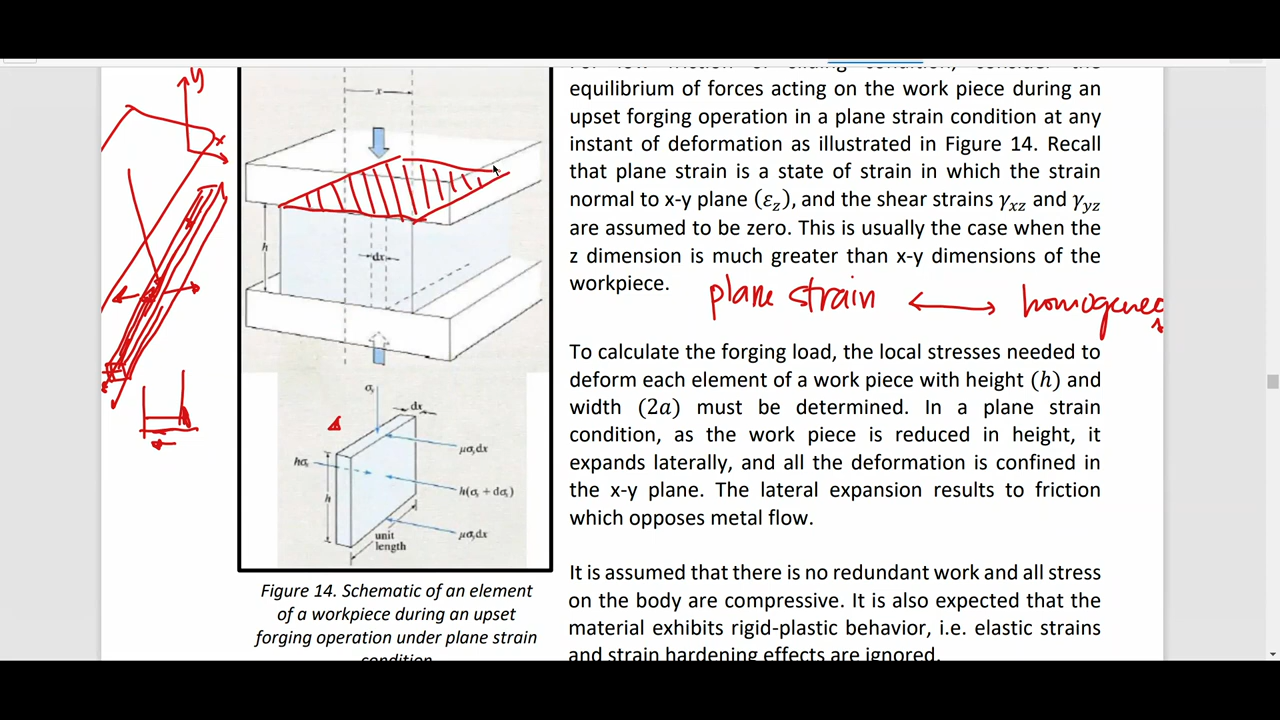 y
x
x
h
dx
σ
dx
μσ dx
hσ
h
h(σ + dσ )
unit
length
μσ dx
Figure 14. Schematic of an element
of a workpiece during an upset
forging operation under plane strain
condition
equilibrium of forces acting on the work piece during an
upset forging operation in a plane strain condition at any
instant of deformation as illustrated in Figure 14. Recall
that plane strain is a state of strain in which the strain
normal to x-y plane (εz), and the shear strains γxz and γyz
are assumed to be zero. This is usually the case when the
z dimension is much greater than x-y dimensions of the
workpiece.
plane strain ⟷ homogeneo
To calculate the forging load, the local stresses needed to
deform each element of a work piece with height (h) and
width (2a) must be determined. In a plane strain
condition, as the work piece is reduced in height, it
expands laterally, and all the deformation is confined in
the x-y plane. The lateral expansion results to friction
which opposes metal flow.
It is assumed that there is no redundant work and all stress
on the body are compressive. It is also expected that the
material exhibits rigid-plastic behavior, i.e. elastic strains
and strain hardening effects are ignored.